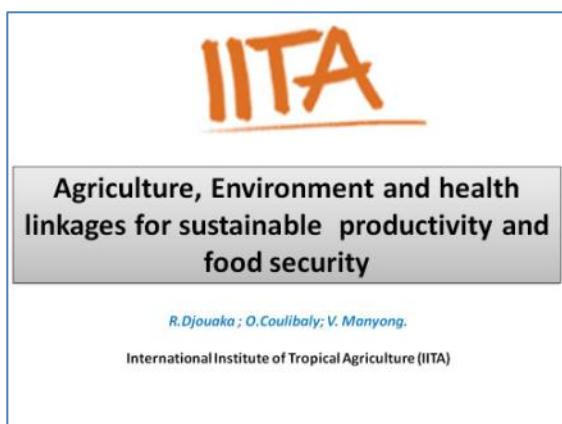 IITA
Agriculture, Environment and health
linkages for sustainable productivity and
food security
R.Djouaka ; O.Coulibaly; V. Manyong.
International Institute of Tropical Agriculture (IITA)